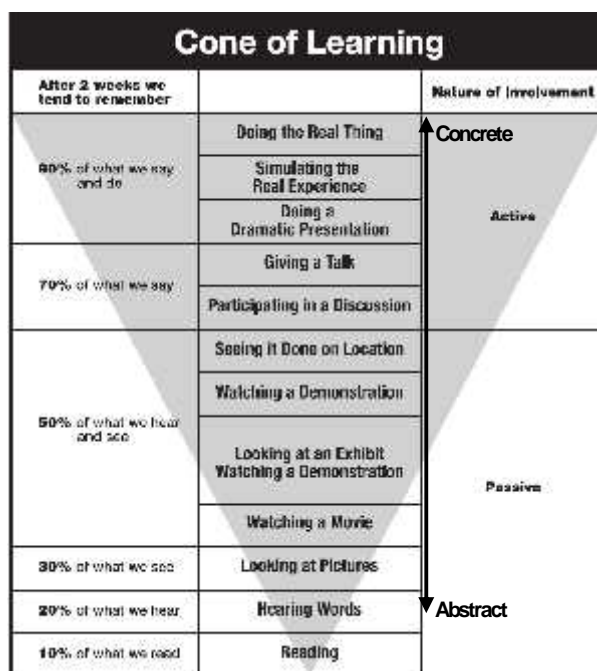 Cone of Learning
After 2 weeks we
tend to remember
Nature of Involvement
90% of what we say
and do
Doing the Real Thing
Concrete
Simulating the
Real Experience
Doing a
Dramatic Presentation
Active
70% of what we say
Giving a Talk
Participating in a Discussion
50% of what we hear
and see
Seeing it Done on Location
Watching a Demonstration
Looking at an Exhibit
Watching a Demonstration
Watching a Movie
Passive
30% of what we see
Looking at Pictures
20% of what we hear
Hearing Words
Abstract
10% of what we read
Reading